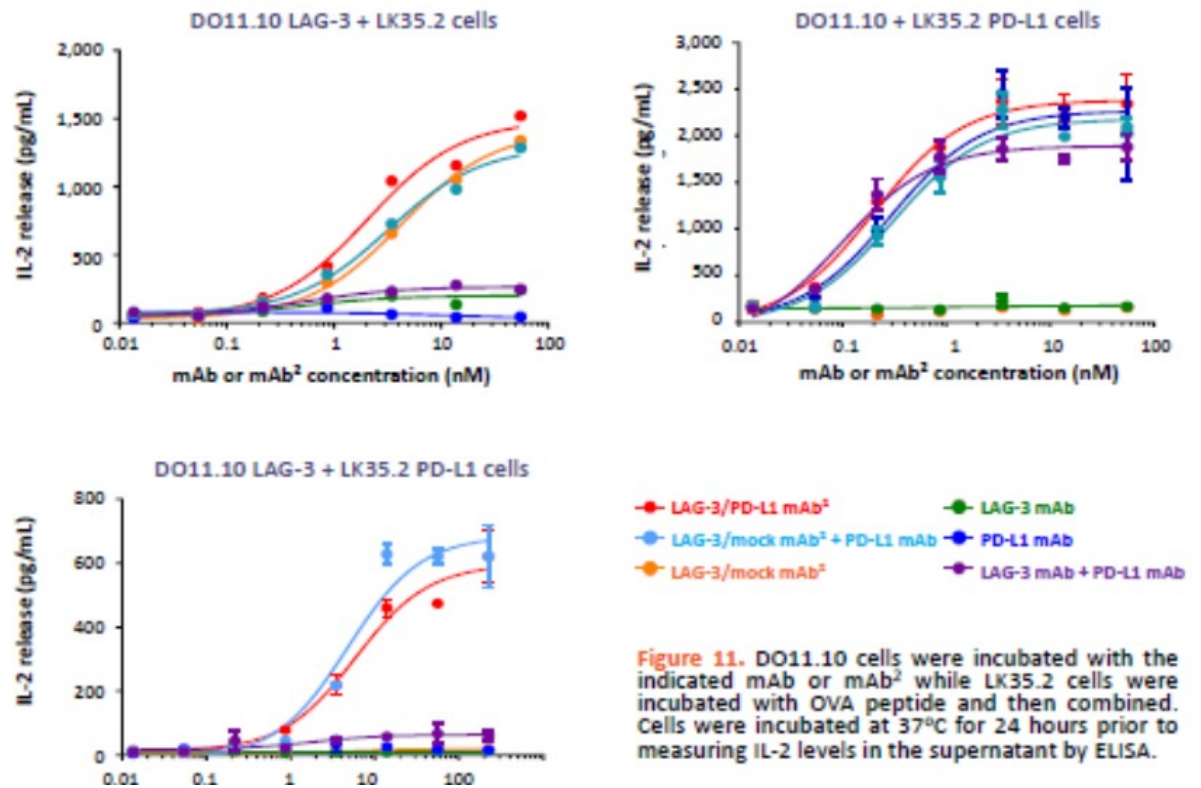 DO11.10 LAG-3 + LK35.2 cells
2,000
1,500
1,000
500
0
IL-2 release (pg/mL)
0.01 0.1 1 10 100
mAb or mAb² concentration (nM)
DO11.10 + LK35.2 PD-L1 cells
3,000
2,500
2,000
1,500
1,000
500
0
IL-2 release (pg/mL)
0.01 0.1 1 10 100
mAb or mAb² concentration (nM)
DO11.10 LAG-3 + LK35.2 PD-L1 cells
800
600
400
200
0
IL-2 release (pg/mL)
0.01 0.1 1 10 100
LAG-3/PD-L1 mAb²
LAG-3/mock mAb² + PD-L1 mAb
LAG-3/mock mAb²
LAG-3 mAb
PD-L1 mAb
LAG-3 mAb + PD-L1 mAb
Figure 11. DO11.10 cells were incubated with the
indicated mAb or mAb² while LK35.2 cells were
incubated with OVA peptide and then combined.
Cells were incubated at 37°C for 24 hours prior to
measuring IL-2 levels in the supernatant by ELISA.